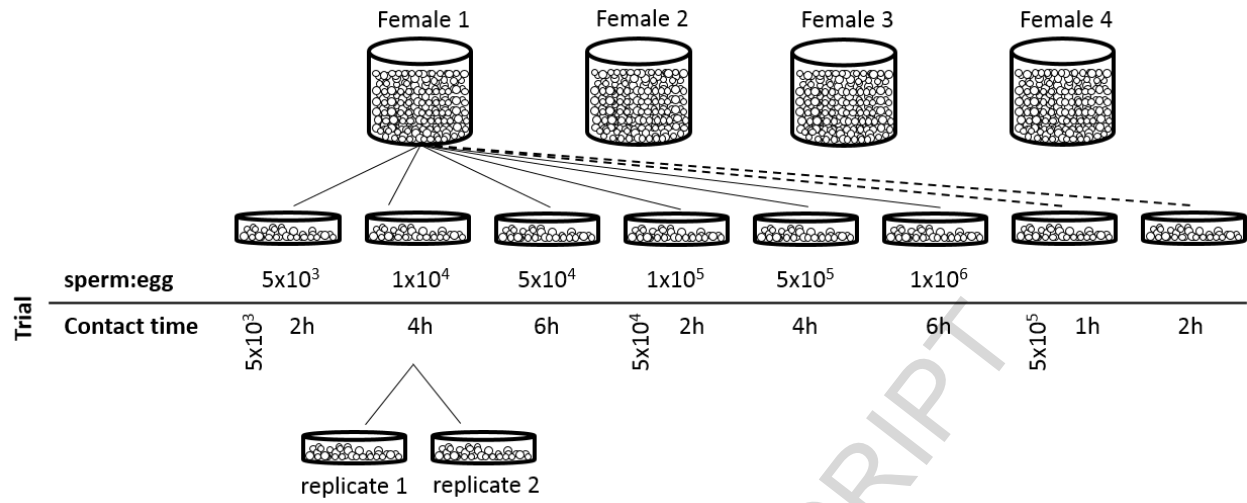 Female 1 Female 2 Female 3 Female 4
Trial
sperm:egg 5x10³ 1x10⁴ 5x10⁴ 1x10⁵ 5x10⁵ 1x10⁶
Contact time 5x10³ 2h 4h 6h 5x10⁴ 2h 4h 6h 5x10⁵ 1h 2h
replicate 1 replicate 2
RIPT